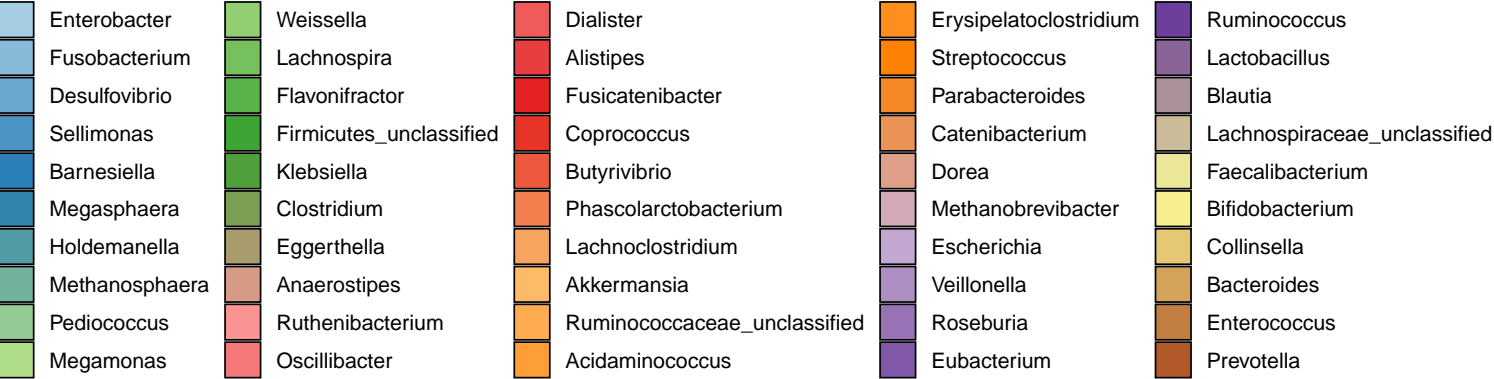 Enterobacter
Fusobacterium
Desulfovibrio
Sellimonas
Barnesiella
Megasphaera
Holdemanella
Methanosphaera
Pediococcus
Megamonas
Weissella
Lachnospira
Flavonifractor
Firmicutes_unclassified
Klebsiella
Clostridium
Eggerthella
Anaerostipes
Ruthenibacterium
Oscillibacter
Dialister
Alistipes
Fusicatenibacter
Coprococcus
Butyrivibrio
Phascolarctobacterium
Lachnoclostridium
Akkermansia
Ruminococcaceae_unclassified
Acidaminococcus
Erysipelatoclostridium
Streptococcus
Parabacteroides
Catenibacterium
Dorea
Methanobrevibacter
Escherichia
Veillonella
Roseburia
Eubacterium
Ruminococcus
Lactobacillus
Blautia
Lachnospiraceae_unclassified
Faecalibacterium
Bifidobacterium
Collinsella
Bacteroides
Enterococcus
Prevotella